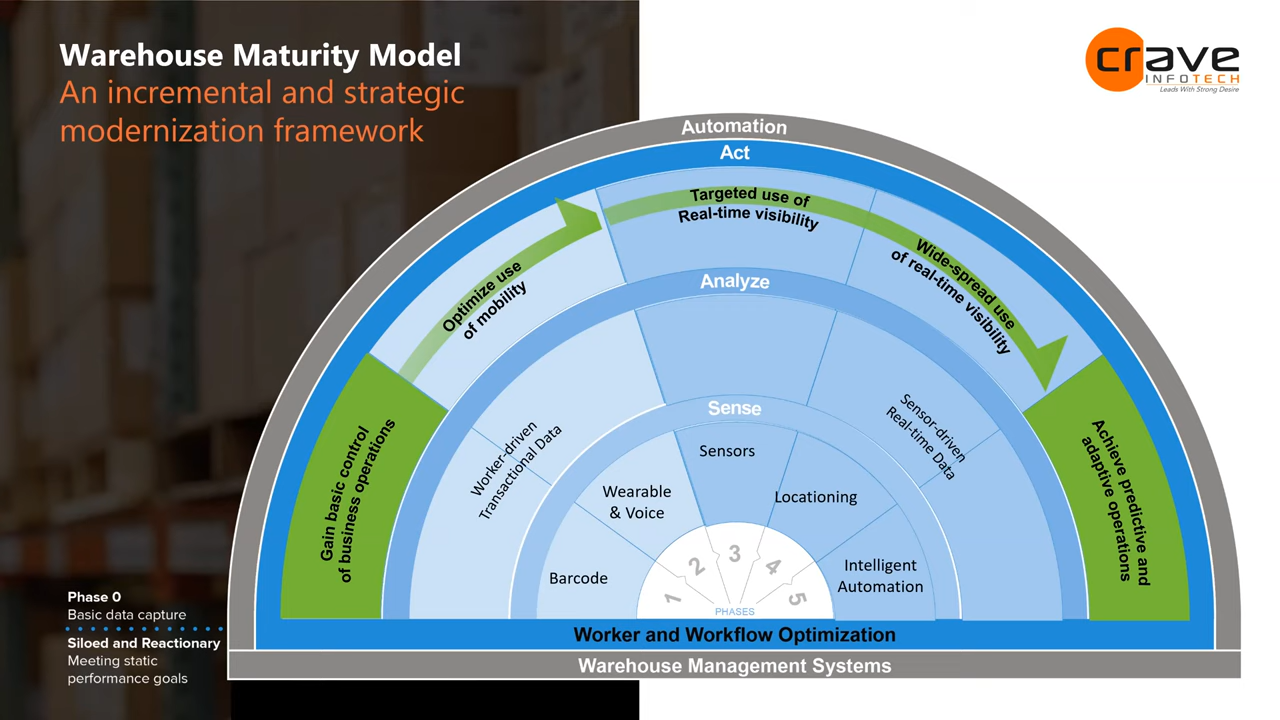 Warehouse Maturity Model
An incremental and strategic
modernization framework
crave
INFOTECH
Leads With Strong Desire
Automation
Act
Targeted use of
Real-time visibility
Optimize use
of mobility
Wide-spread use
of real-time visibility
Analyze
Gain basic control
of business operations
Worker-driven
Transactional Data
Sense
Sensor-driven
Real-time Data
Achieve predictive and
adaptive operations
Sensors
Wearable
& Voice
Locationing
Barcode
Intelligent
Automation
1
2
3
4
5
PHASES
Phase 0
Basic data capture
Siloed and Reactionary
Meeting static
performance goals
Worker and Workflow Optimization
Warehouse Management Systems